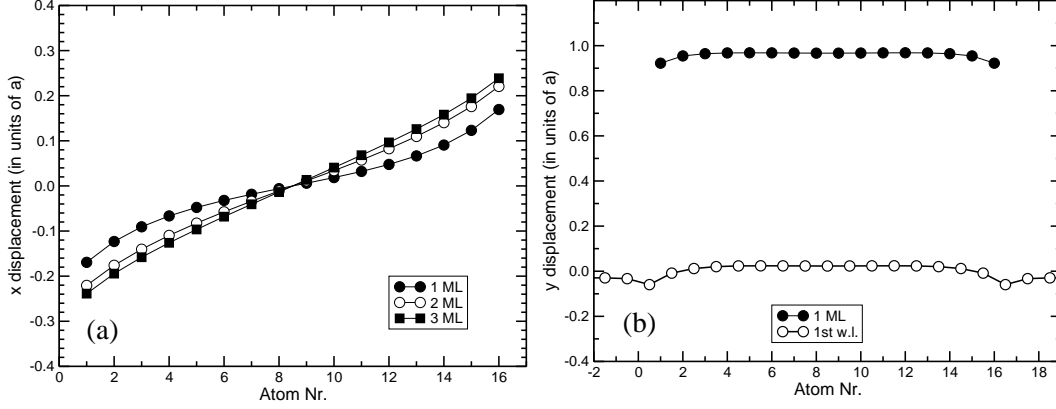 0.4
0.3
0.2
0.1
0.0
-0.1
-0.2
-0.3
-0.4
x displacement (in units of a)
0 2 4 6 8 10 12 14 16
Atom Nr.
1 ML
2 ML
3 ML
(a)
1.0
0.8
0.6
0.4
0.2
0.0
-0.2
-0.4
y displacement (in units of a)
-2 0 2 4 6 8 10 12 14 16 18
Atom Nr.
1 ML
1st w.l.
(b)